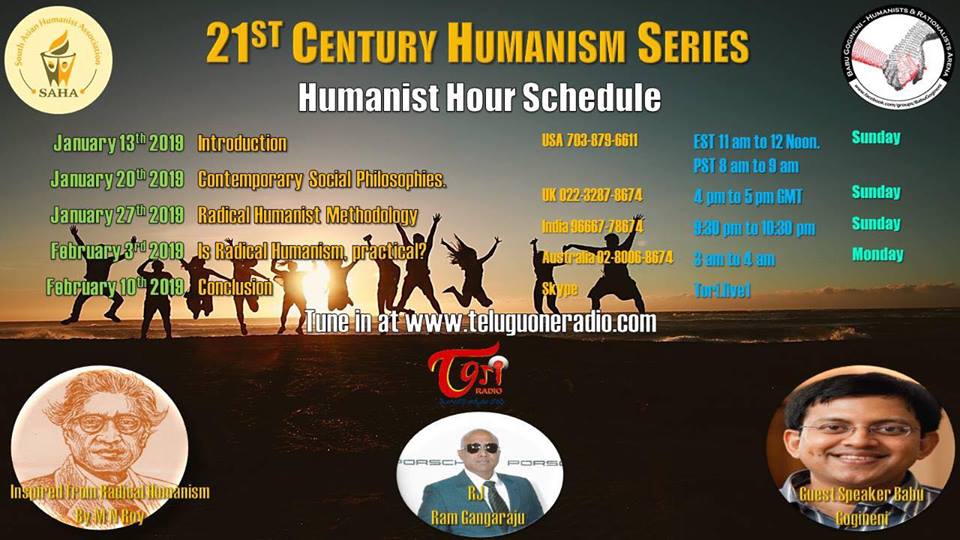 South Asian Humanist Association
SAHA
21ST CENTURY HUMANISM SERIES
Humanist Hour Schedule
BABU GOGINENI - HUMANISTS & RATIONALISTS ARENA
January 13th 2019 Introduction
January 20th 2019 Contemporary Social Philosophies.
January 27th 2019 Radical Humanist Methodology
February 3rd 2019 Is Radical Humanism, practical?
February 10th 2019 Conclusion
USA 703-879-6611 EST 11 am to 12 Noon. Sunday
PST 8 am to 9 am
UK 022-3287-8674 4 pm to 5 pm GMT Sunday
India 96667-78674 9:30 pm to 10:30 pm Sunday
Australia 02-8006-8674 3 am to 4 am Monday
Skype Tori.live1
Tune in at www.teluguoneradio.com
RADIO
PORSCH PORSC
Inspired From Radical Humanism
By M N Roy
RJ
Ram Gangaraju
Guest Speaker Babu
Gogineni